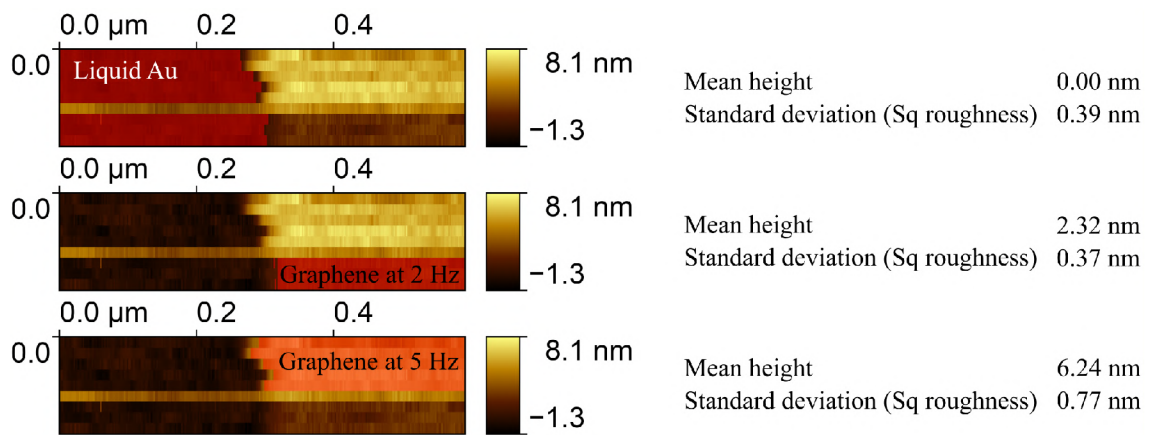 0.0 µm 0.2 0.4
0.0
Liquid Au
8.1 nm
−1.3
Mean height 0.00 nm
Standard deviation (Sq roughness) 0.39 nm
0.0 µm 0.2 0.4
0.0
8.1 nm
Graphene at 2 Hz
−1.3
Mean height 2.32 nm
Standard deviation (Sq roughness) 0.37 nm
0.0 µm 0.2 0.4
0.0
Graphene at 5 Hz
8.1 nm
−1.3
Mean height 6.24 nm
Standard deviation (Sq roughness) 0.77 nm